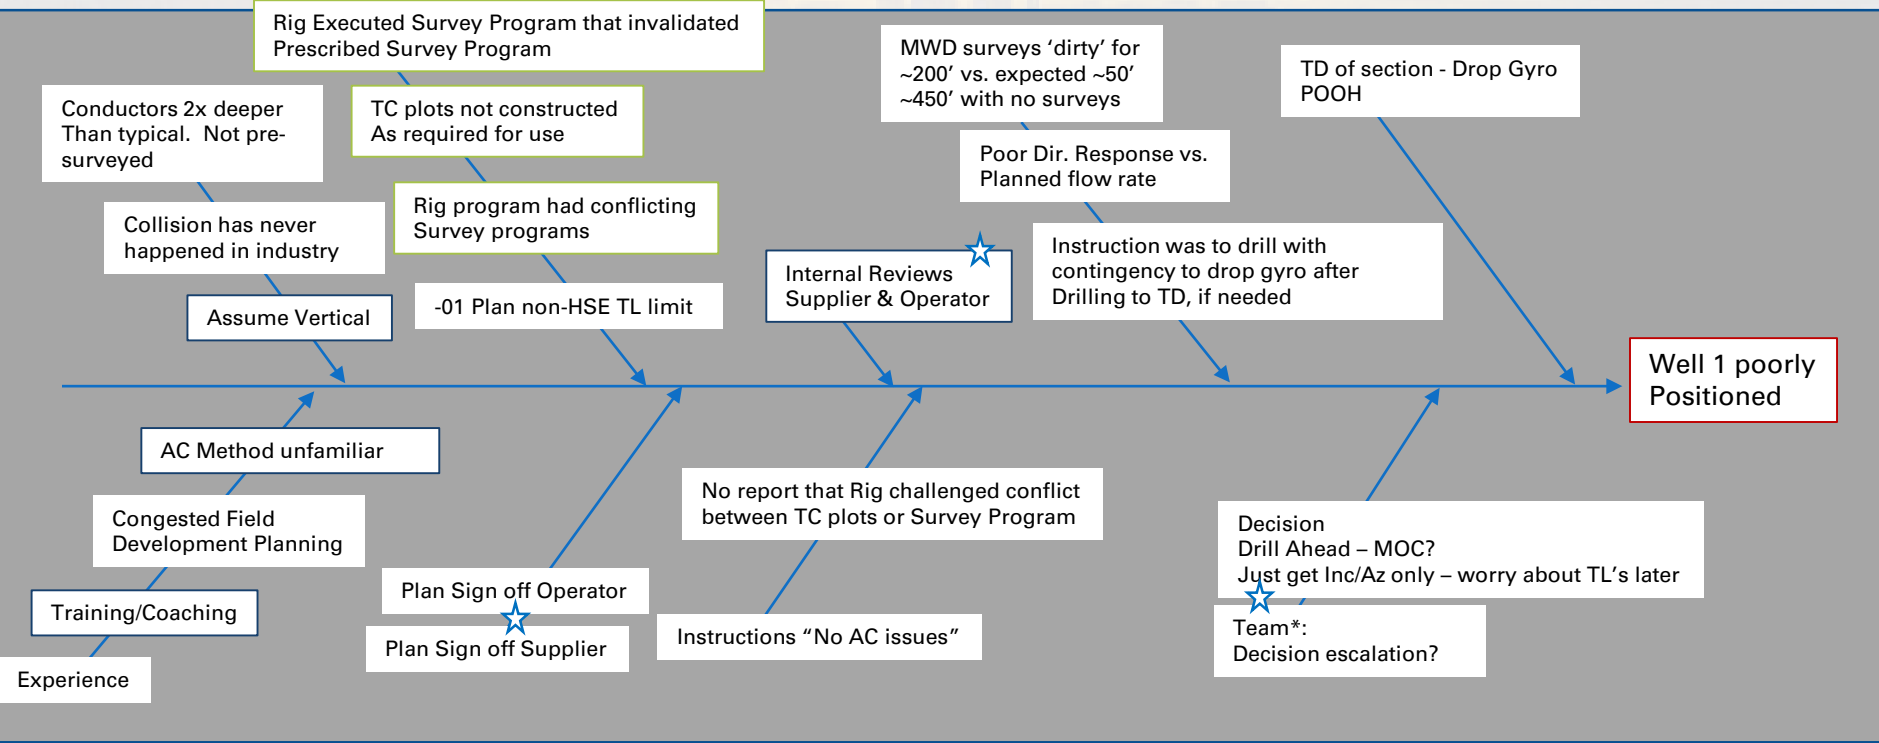 Rig Executed Survey Program that invalidated
Prescribed Survey Program
Conductors 2x deeper
Than typical.  Not pre-
surveyed
TC plots not constructed
As required for use
Collision has never
happened in industry
Rig program had conflicting
Survey programs
Assume Vertical
-01 Plan non-HSE TL limit
Internal Reviews
Supplier & Operator
MWD surveys ‘dirty’ for
~200’ vs. expected ~50’
~450’ with no surveys
Poor Dir. Response vs.
Planned flow rate
Instruction was to drill with
contingency to drop gyro after
Drilling to TD, if needed
TD of section - Drop Gyro
POOH
Well 1 poorly
Positioned
AC Method unfamiliar
Congested Field
Development Planning
Training/Coaching
Experience
Plan Sign off Operator
Plan Sign off Supplier
No report that Rig challenged conflict
between TC plots or Survey Program
Instructions “No AC issues”
Decision
Drill Ahead – MOC?
Just get Inc/Az only – worry about TL’s later
Team*:
Decision escalation?